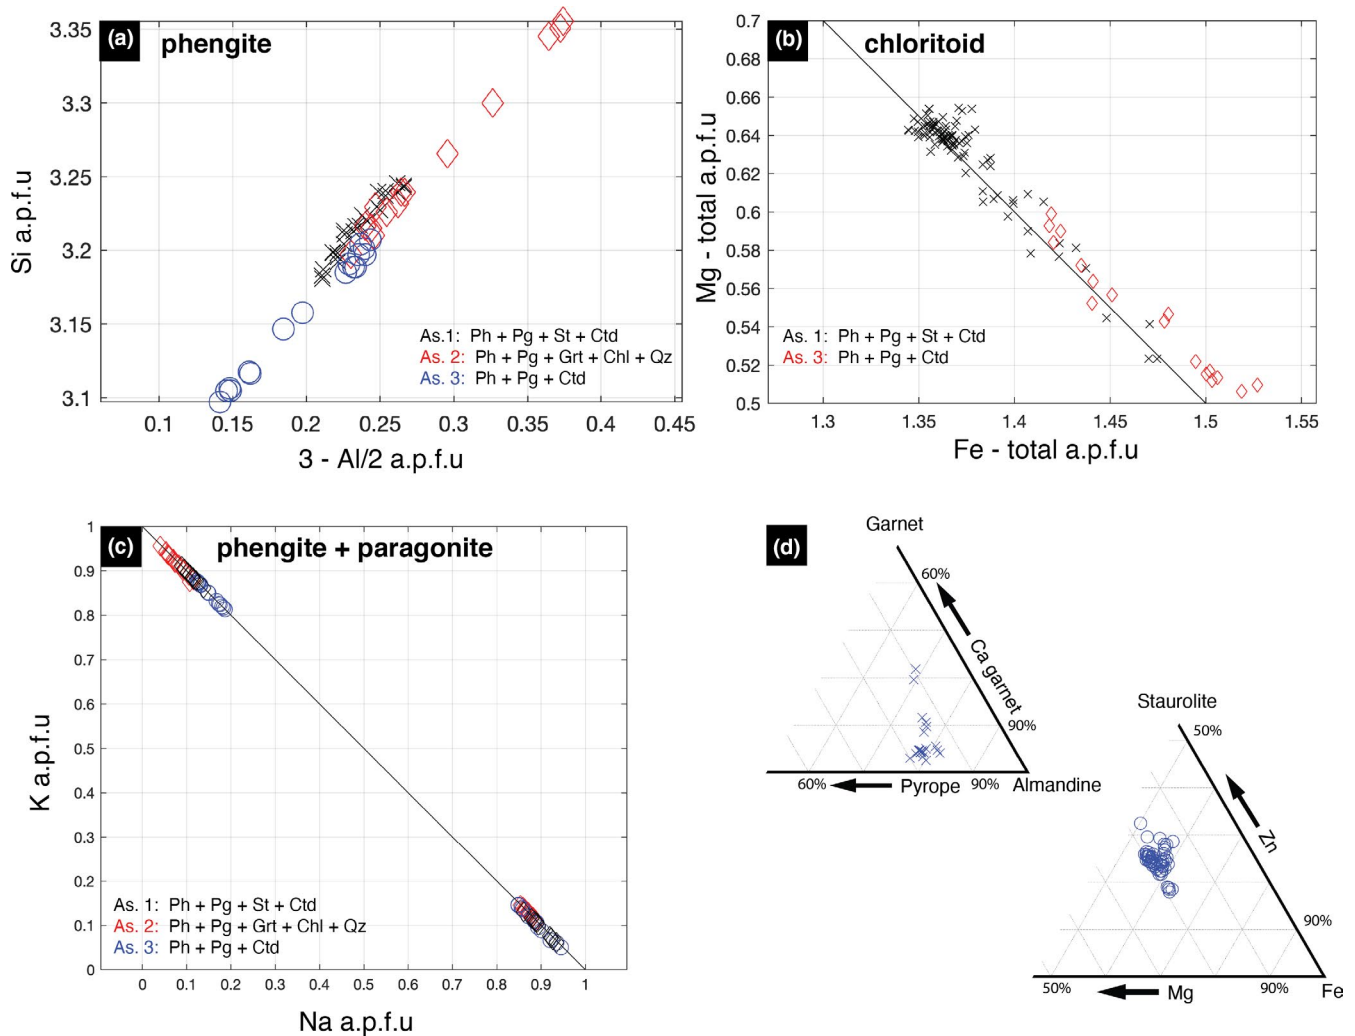 (a) phengite
3.35
3.3
3.25
3.2
3.15
3.1
Si a.p.f.u
0.1 0.15 0.2 0.25 0.3 0.35 0.4 0.45
3 - Al/2 a.p.f.u
As.1: Ph + Pg + St + Ctd
As. 2: Ph + Pg + Grt + Chl + Qz
As. 3: Ph + Pg + Ctd
(b) chloritoid
0.7
0.68
0.66
0.64
0.62
0.6
0.58
0.56
0.54
0.52
0.5
Mg - total a.p.f.u
1.3 1.35 1.4 1.45 1.5 1.55
Fe - total a.p.f.u
As. 1: Ph + Pg + St + Ctd
As. 3: Ph + Pg + Ctd
(c) phengite + paragonite
1
0.9
0.8
0.7
0.6
0.5
0.4
0.3
0.2
0.1
0
K a.p.f.u
0 0.1 0.2 0.3 0.4 0.5 0.6 0.7 0.8 0.9 1
Na a.p.f.u
As. 1: Ph + Pg + St + Ctd
As. 2: Ph + Pg + Grt + Chl + Qz
As. 3: Ph + Pg + Ctd
(d)
Garnet
60%
Ca garnet
90%
60% Pyrope 90% Almandine
Staurolite
50%
Zn
90%
50% Mg 90% Fe